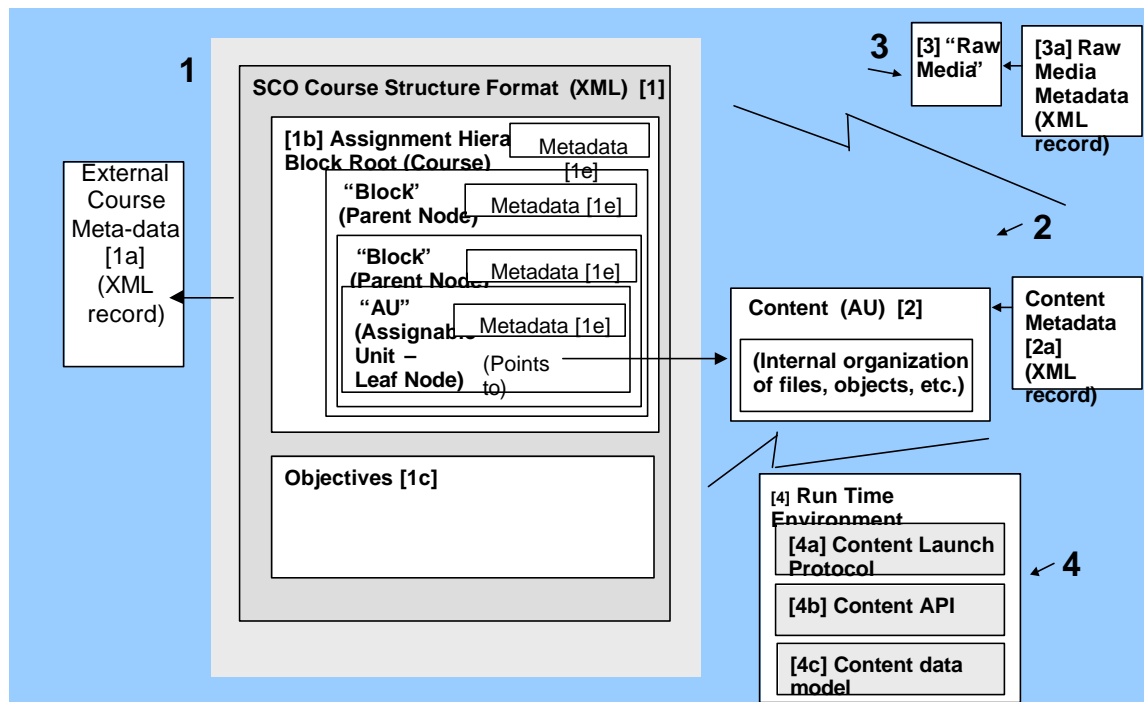 1
SCO Course Structure Format (XML) [1]
[1b] Assignment Hiera
Block Root (Course)
Metadata
[1e]
“Block”
(Parent Node)
Metadata [1e]
“Block”
(Parent Node)
Metadata [1e]
“AU”
(Assignable
Unit –
Leaf Node)
Metadata [1e]
(Points
to)
Objectives [1c]
External
Course
Meta-data
[1a]
(XML
record)
3
[3] “Raw
Media”
[3a] Raw
Media
Metadata
(XML
record)
2
Content (AU) [2]
(Internal organization
of files, objects, etc.)
Content
Metadata
[2a]
(XML
record)
[4] Run Time
Environment
[4a] Content Launch
Protocol
[4b] Content API
[4c] Content data
model
4